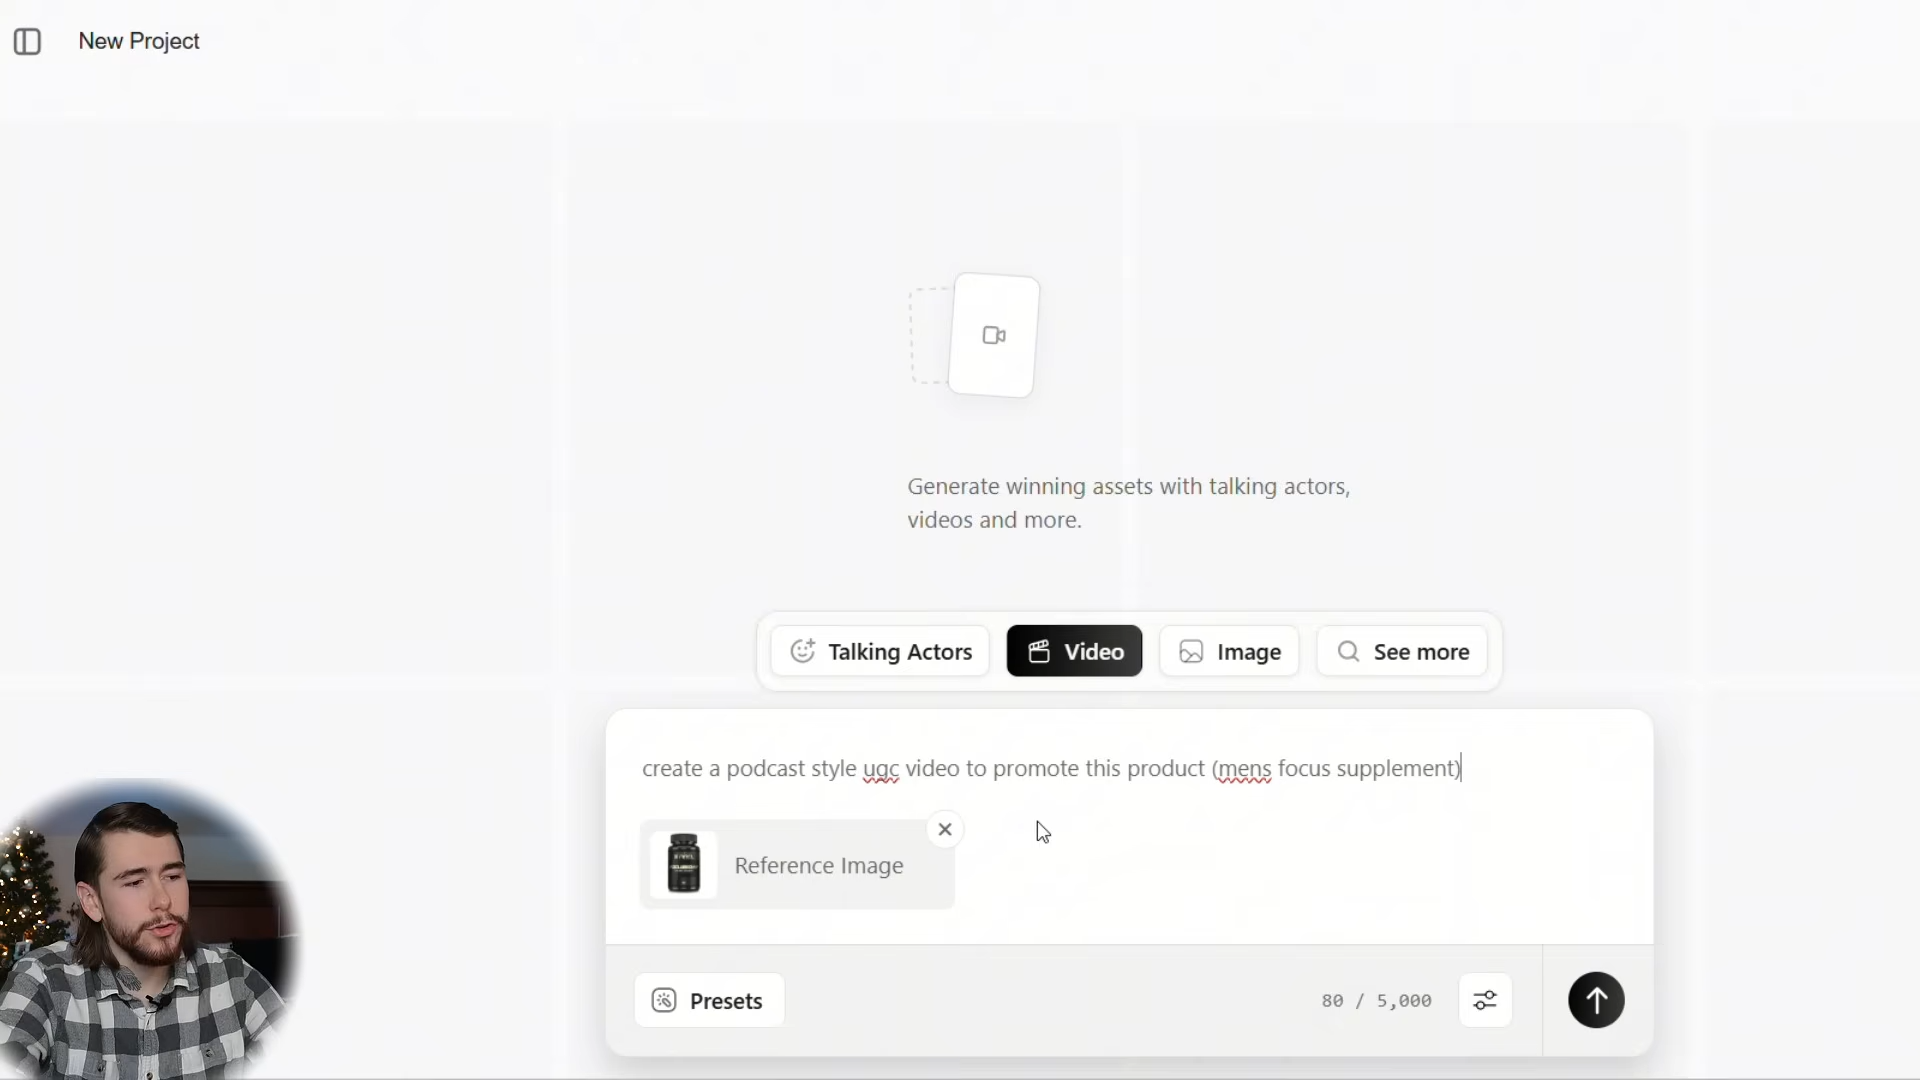 New Project
Generate winning assets with talking actors,
videos and more.
Talking Actors
Video
Image
See more
create a podcast style ugc video to promote this product (mens focus supplement)
Reference Image
Presets
80 / 5,000